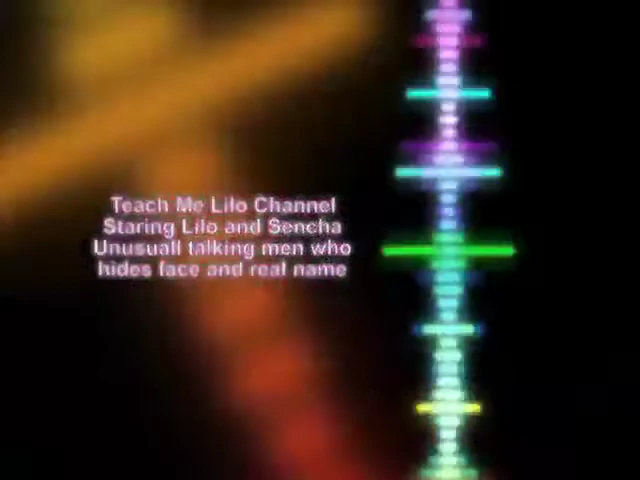 Teach Me Lilo Channel
Staring Lilo and Sencha
Unusuall talking men who
hides face and real name